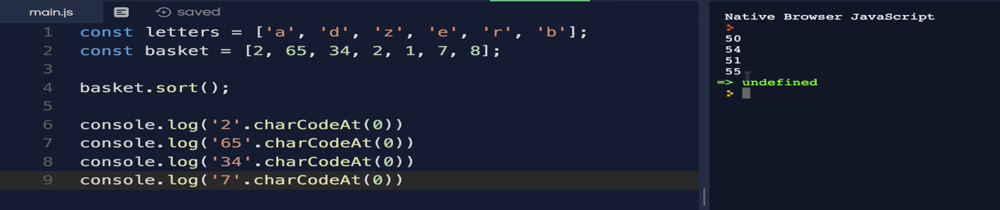 main.js saved
1 const letters = ['a', 'd', 'z', 'e', 'r', 'b'];
2 const basket = [2, 65, 34, 2, 1, 7, 8];
3
4 basket.sort();
5
6 console.log('2'.charCodeAt(0))
7 console.log('65'.charCodeAt(0))
8 console.log('34'.charCodeAt(0))
9 console.log('7'.charCodeAt(0))
Native Browser JavaScript
>
50
54
51
55
=> undefined
>